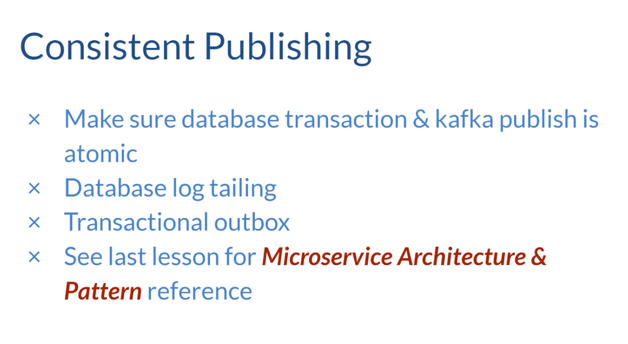 Consistent Publishing
× Make sure database transaction & kafka publish is
atomic
× Database log tailing
× Transactional outbox
× See last lesson for Microservice Architecture &
Pattern reference